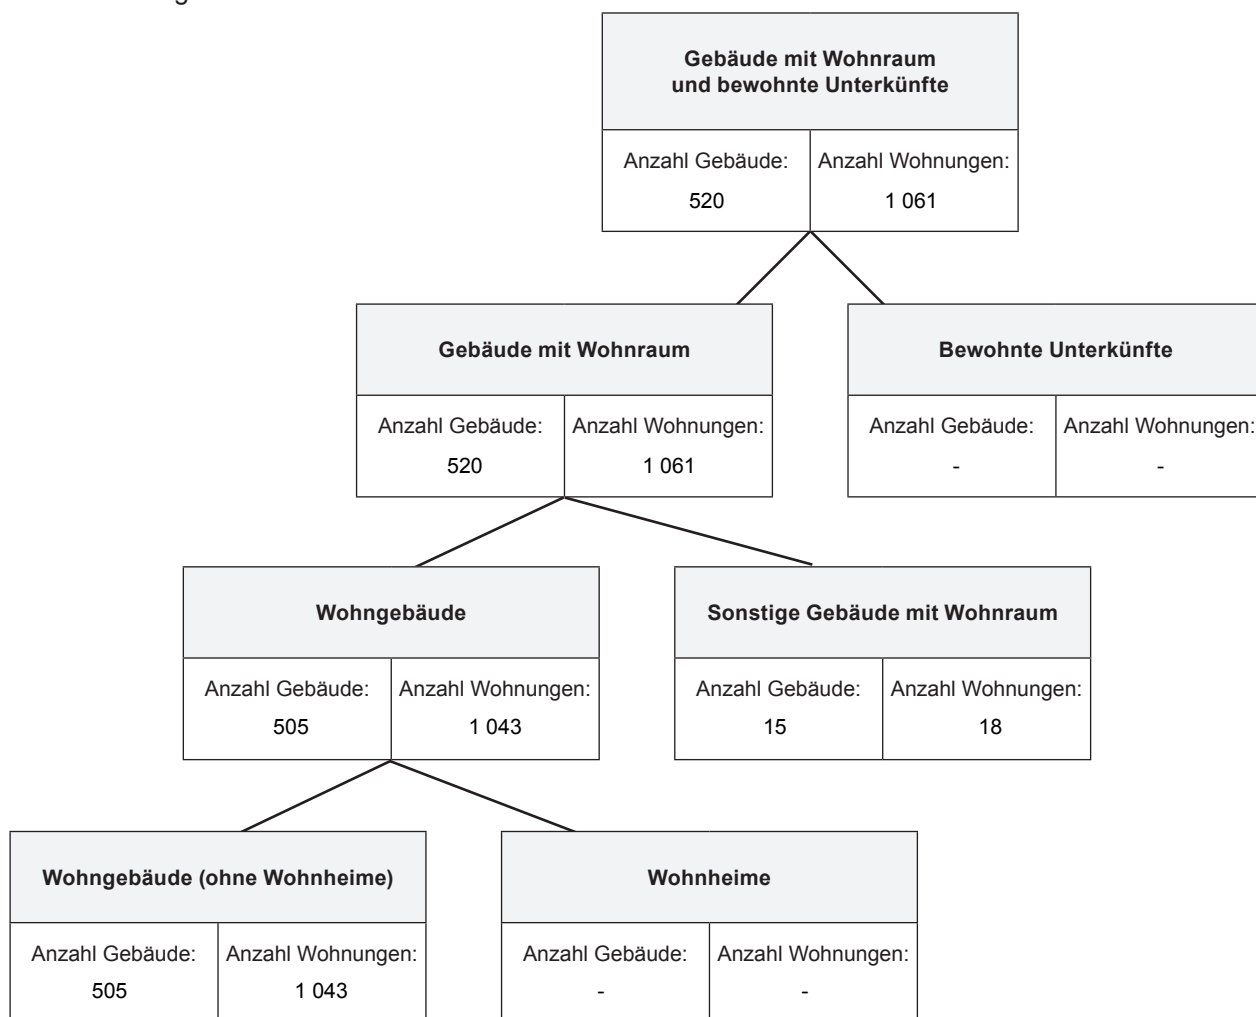 Gebäude mit Wohnraum
und bewohnte Unterkünfte
Anzahl Gebäude: Anzahl Wohnungen:
520 1 061
Gebäude mit Wohnraum
Anzahl Gebäude: Anzahl Wohnungen:
520 1 061
Bewohnte Unterkünfte
Anzahl Gebäude: Anzahl Wohnungen:
- -
Wohngebäude
Anzahl Gebäude: Anzahl Wohnungen:
505 1 043
Sonstige Gebäude mit Wohnraum
Anzahl Gebäude: Anzahl Wohnungen:
15 18
Wohngebäude (ohne Wohnheime)
Anzahl Gebäude: Anzahl Wohnungen:
505 1 043
Wohnheime
Anzahl Gebäude: Anzahl Wohnungen:
- -